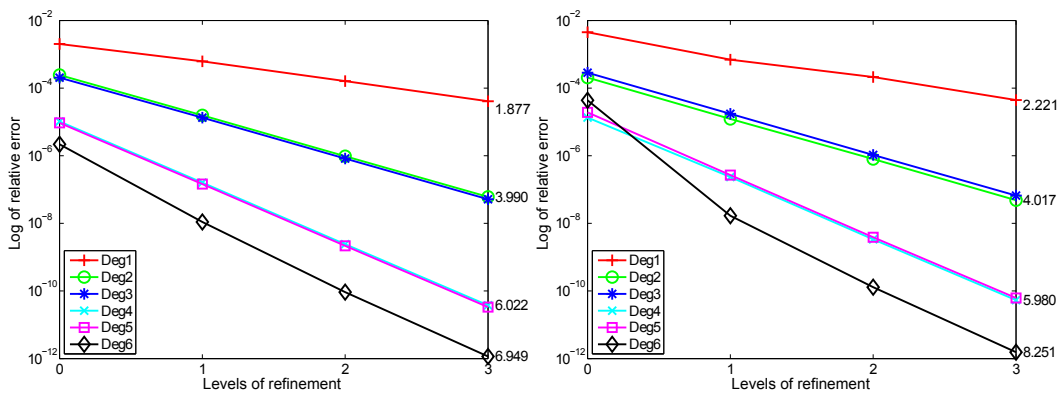 10^-2
10^-4
10^-6
10^-8
10^-10
10^-12
Log of relative error
0 1 2 3
Levels of refinement
Deg1
Deg2
Deg3
Deg4
Deg5
Deg6
1.877
3.990
6.022
6.949
10^-2
10^-4
10^-6
10^-8
10^-10
10^-12
Log of relative error
0 1 2 3
Levels of refinement
Deg1
Deg2
Deg3
Deg4
Deg5
Deg6
2.221
4.017
5.980
8.251